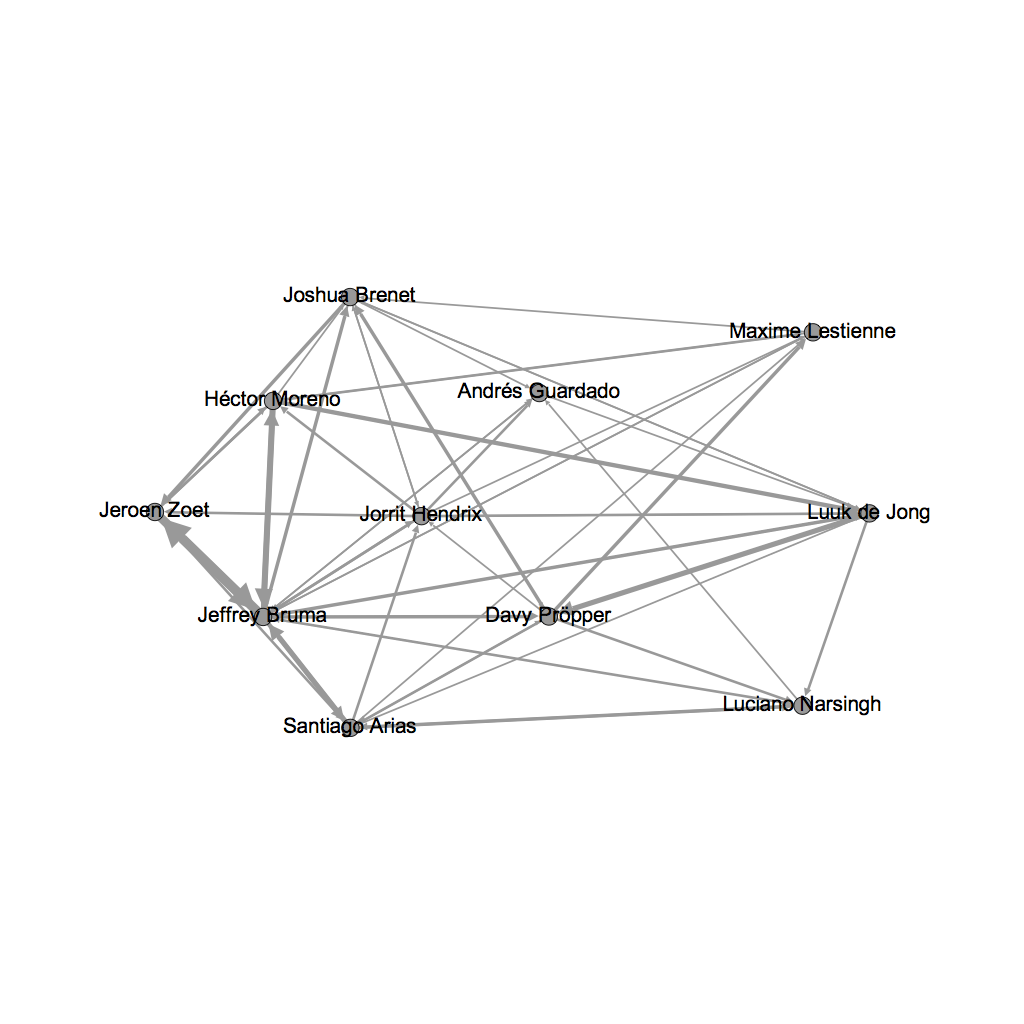 Joshua Brenet
Maxime Lestienne
Andrés Guardado
Héctor Moreno
Jeroen Zoet
Jorrit Hendrix
Luuk de Jong
Jeffrey Bruma
Davy Pröpper
Luciano Narsingh
Santiago Arias